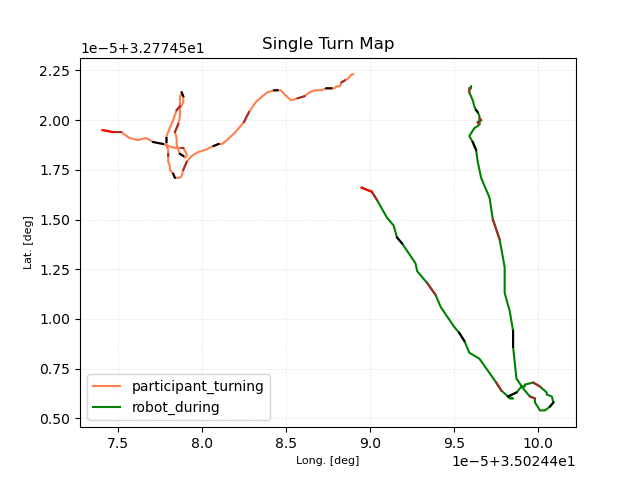 Single Turn Map
1e−5+3.27745e1
2.25
2.00
1.75
1.50
1.25
1.00
0.75
0.50
Lat. [deg]
participant_turning
robot_during
7.5 8.0 8.5 9.0 9.5 10.0
Long. [deg]
1e−5+3.50244e1